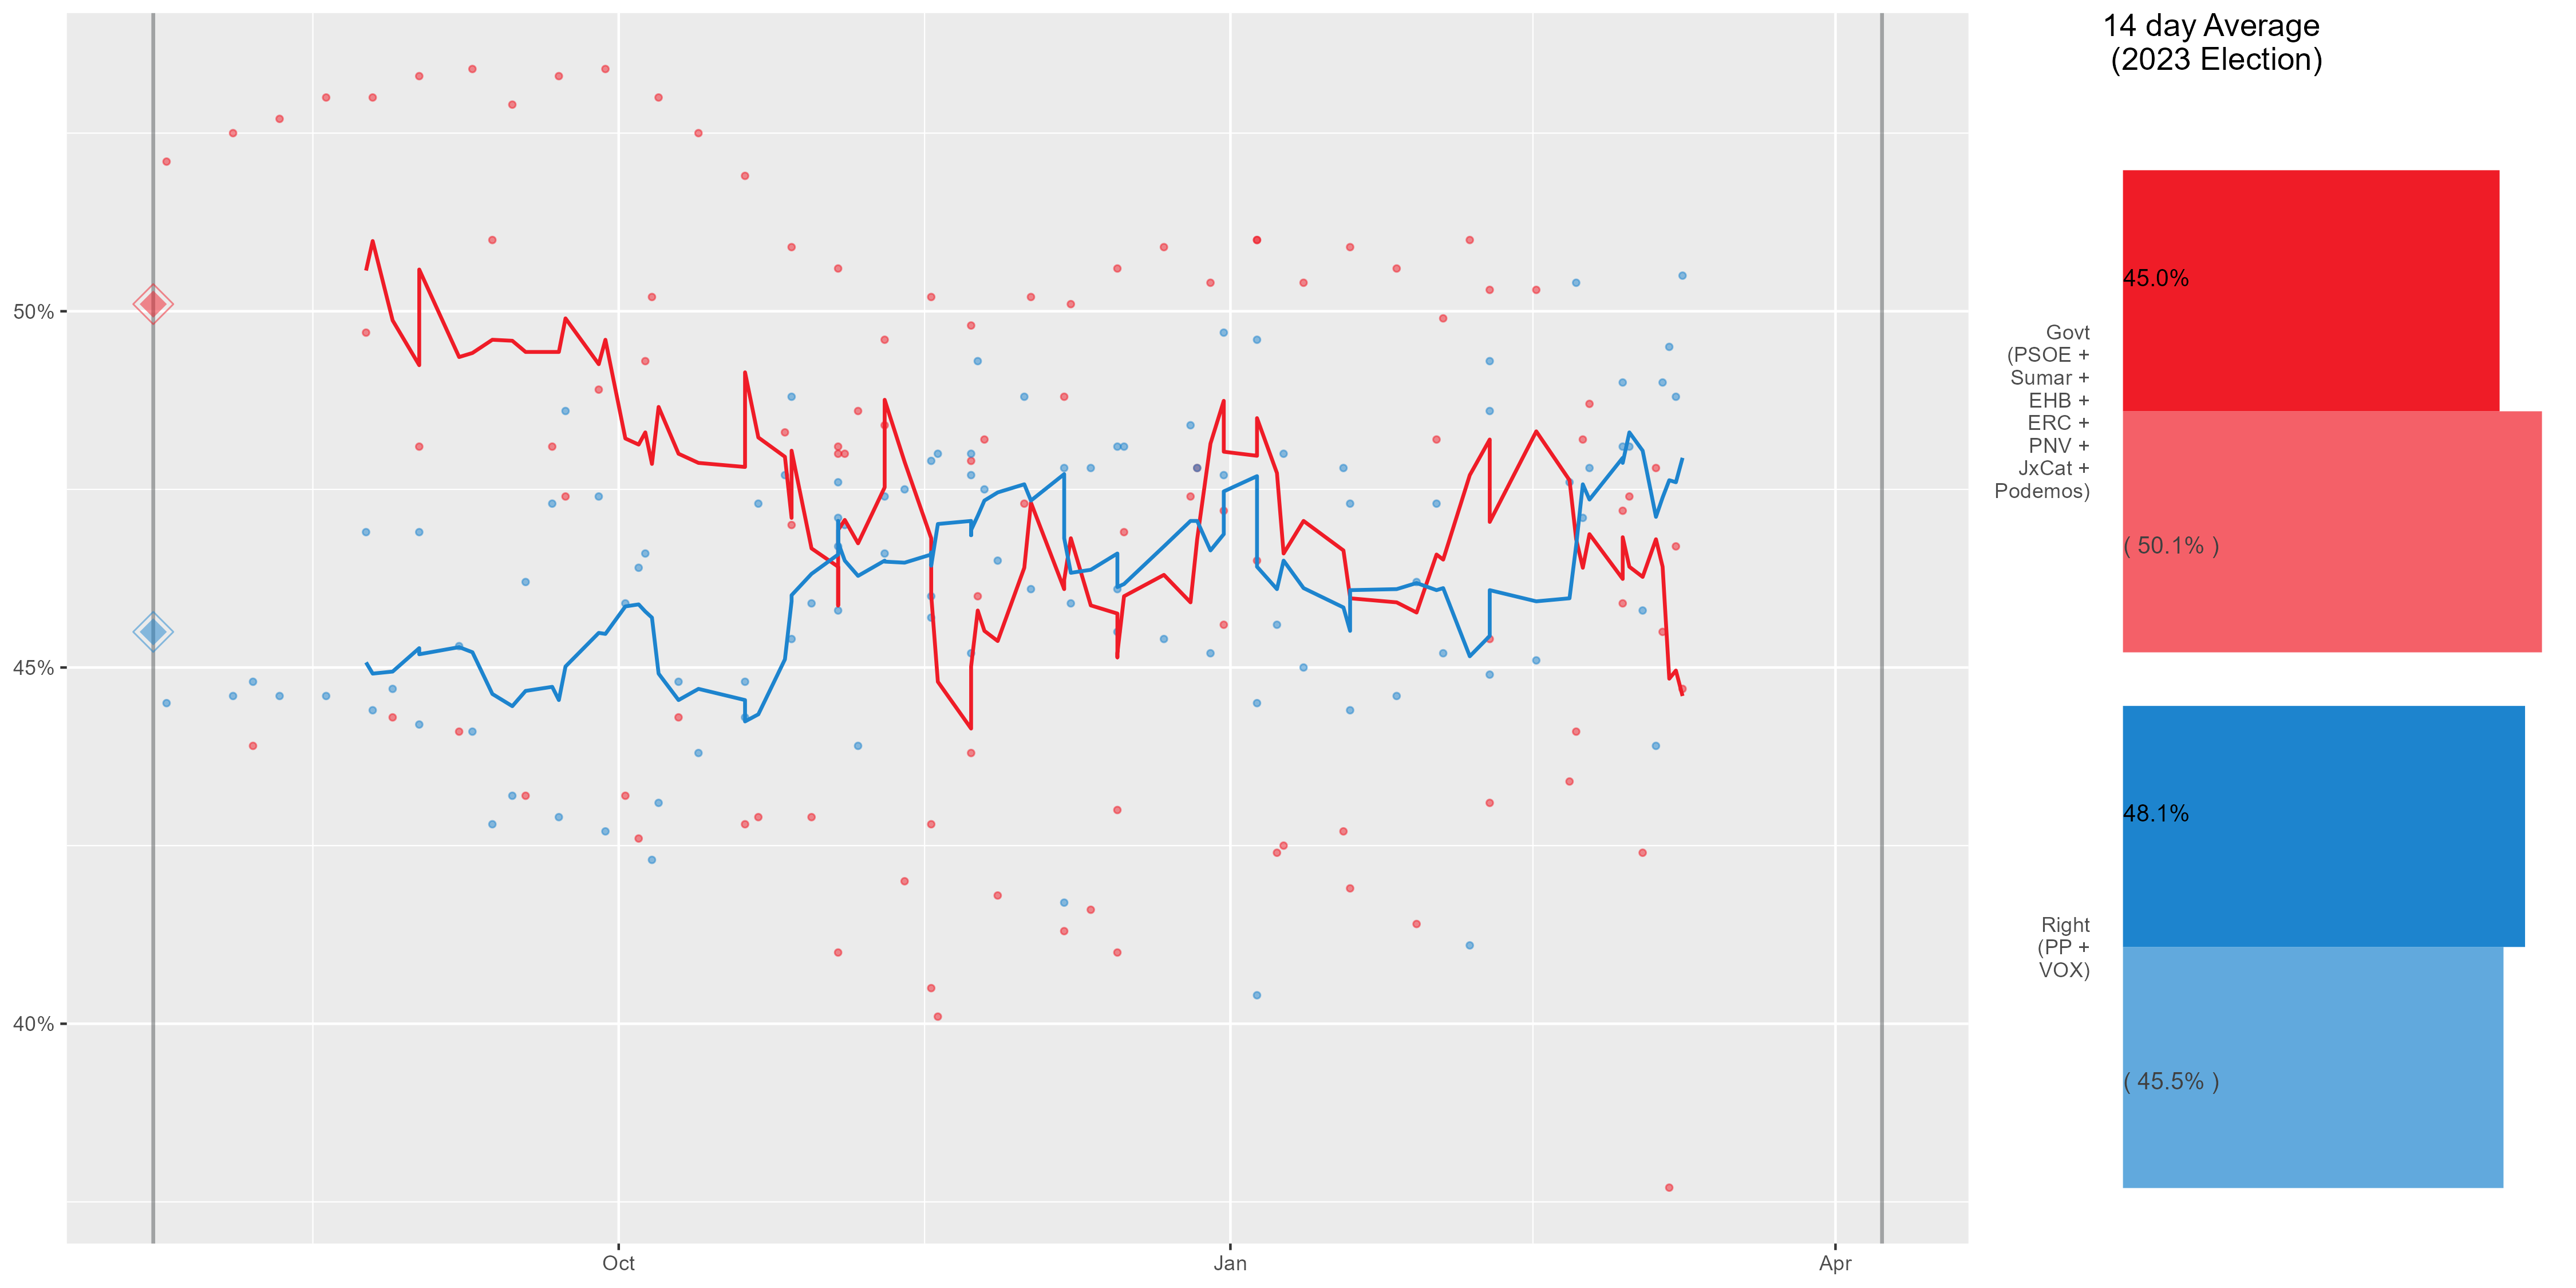 14 day Average
(2023 Election)
50%
45%
40%
Oct
Jan
Apr
Govt
(PSOE +
Sumar +
EHB +
ERC +
PNV +
JxCat +
Podemos)
45.0%
( 50.1% )
Right
(PP +
VOX)
48.1%
( 45.5% )